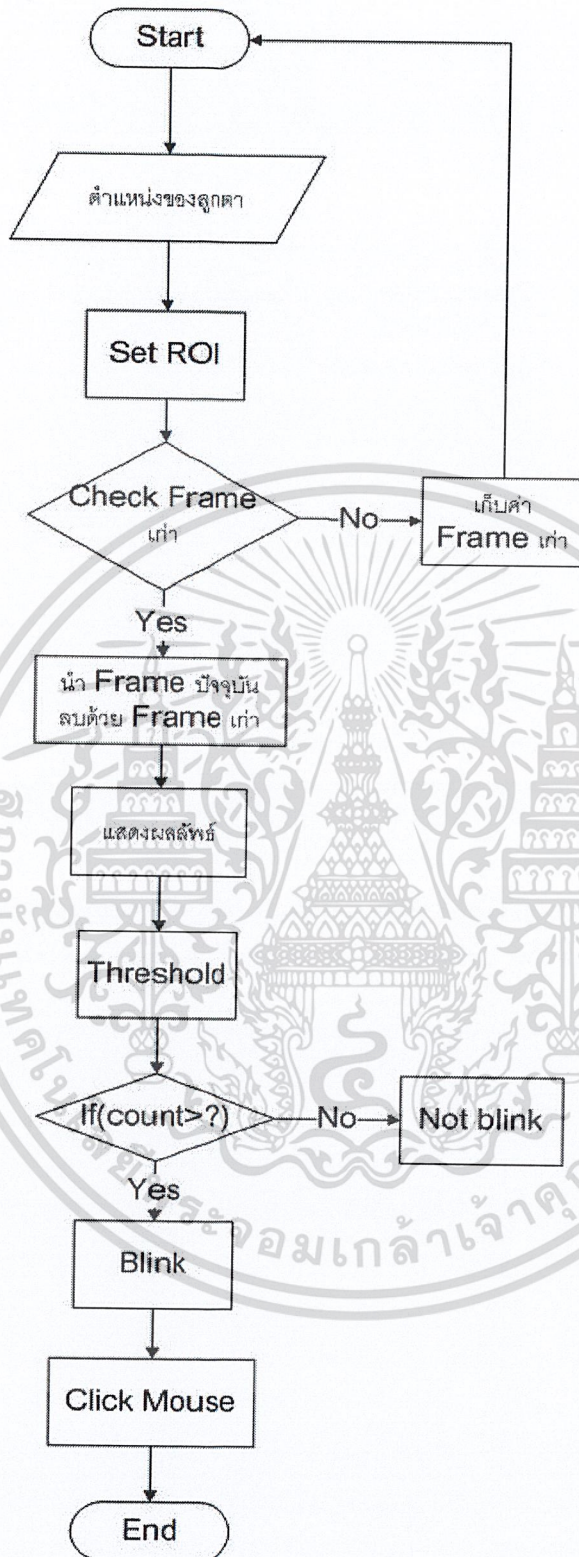 Start
ตำแหน่งของลูกตา
Set ROI
Check Frame
เก่า
No
เก็บค่า
Frame เก่า
Yes
นำ Frame ปัจจุบัน
ลบด้วย Frame เก่า
แสดงผลลัพธ์
Threshold
If(count>?)
No
Not blink
Yes
Blink
Click Mouse
End